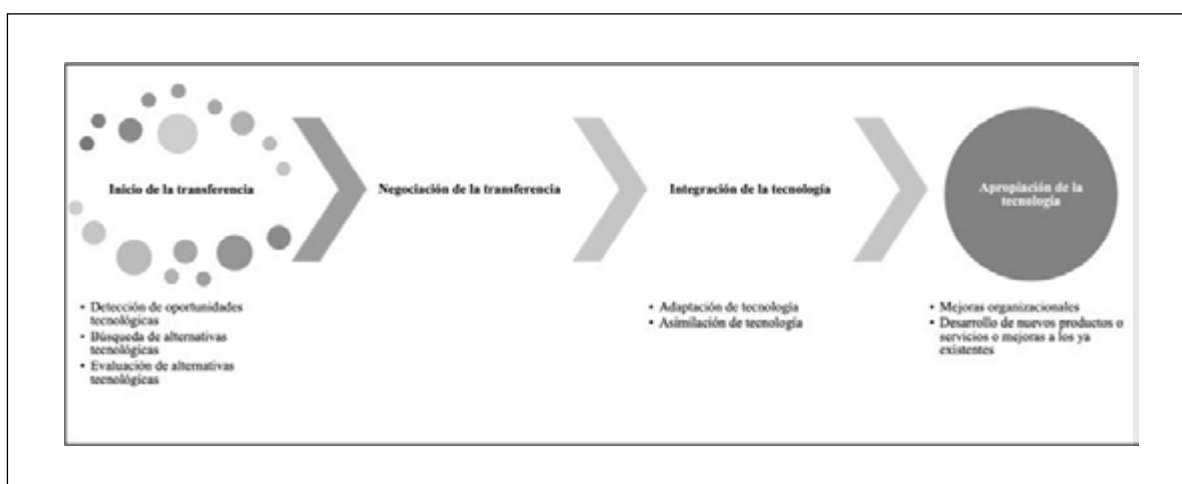 Inicio de la transferencia
Negociación de la transferencia
Integración de la tecnología
Apropiación de la
tecnología
• Detección de oportunidades
tecnológicas
• Búsqueda de alternativas
tecnológicas
• Evaluación de alternativas
tecnológicas
• Adaptación de tecnología
• Asimilación de tecnología
• Mejoras organizacionales
• Desarrollo de nuevos productos o
servicios o mejoras a los ya
existentes